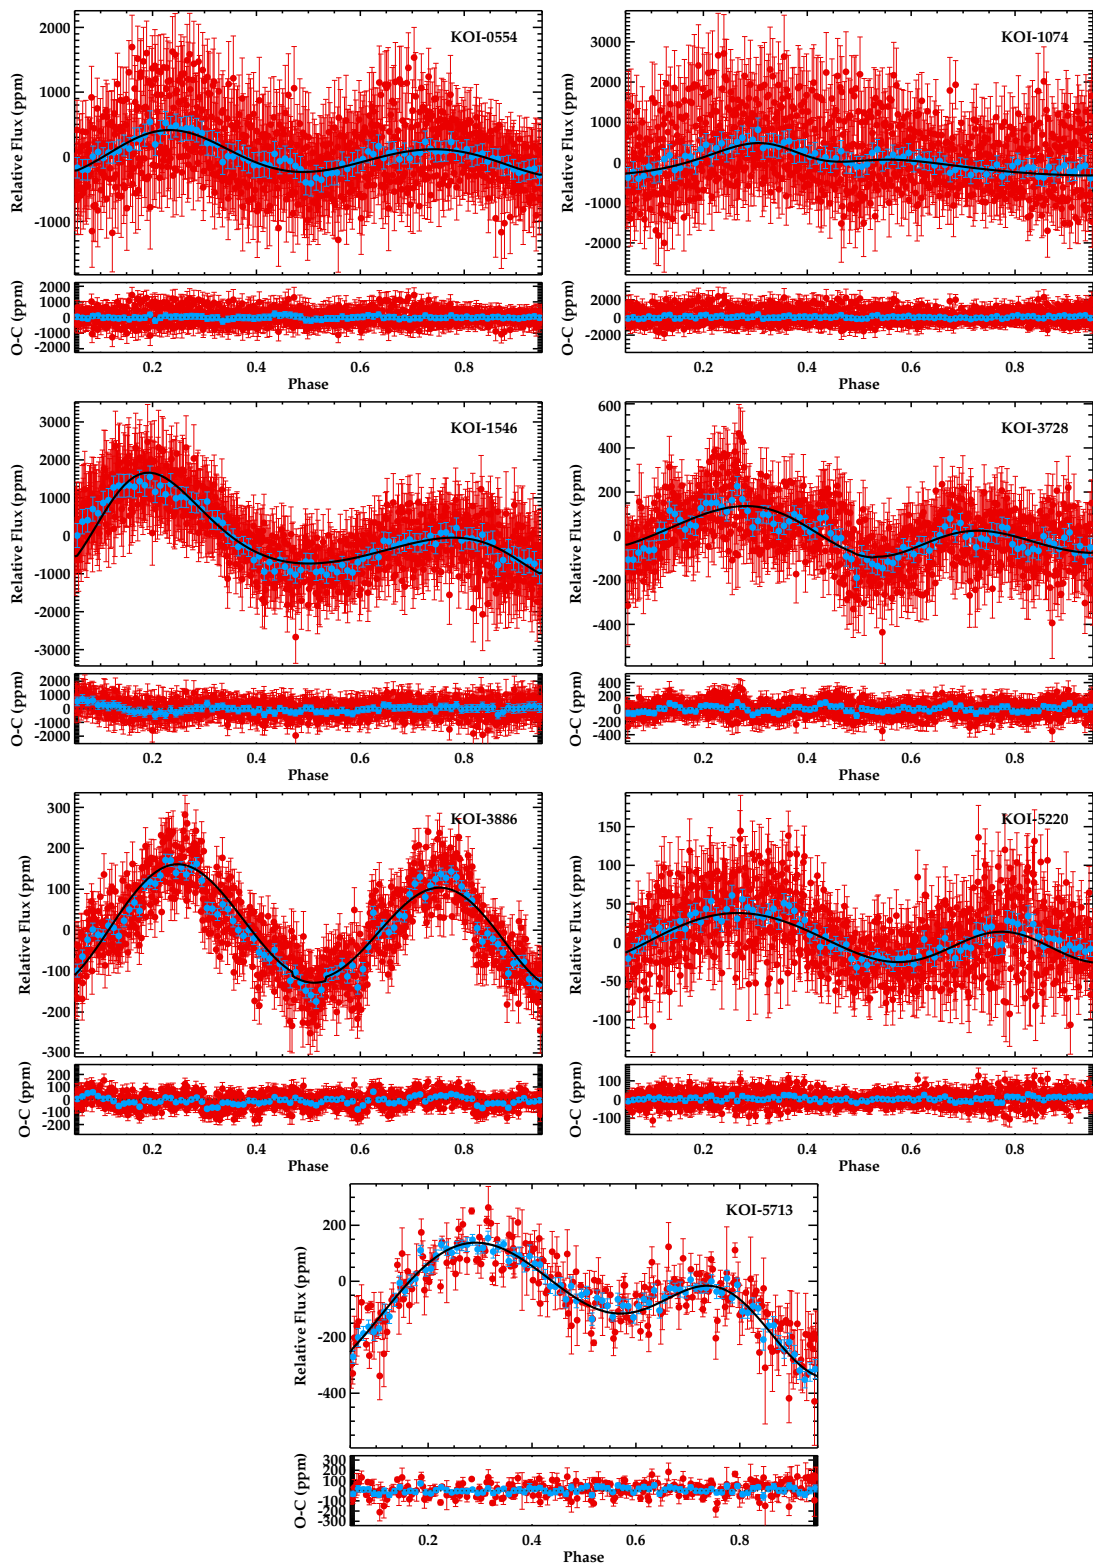 KOI-0554
Relative Flux (ppm)
2000
1000
0
-1000
O-C (ppm)
2000
1000
0
-1000
-2000
0.2 0.4 0.6 0.8
Phase
KOI-1074
Relative Flux (ppm)
3000
2000
1000
0
-1000
-2000
O-C (ppm)
2000
0
-2000
0.2 0.4 0.6 0.8
Phase
KOI-1546
Relative Flux (ppm)
3000
2000
1000
0
-1000
-2000
-3000
O-C (ppm)
2000
1000
0
-1000
-2000
0.2 0.4 0.6 0.8
Phase
KOI-3728
Relative Flux (ppm)
600
400
200
0
-200
-400
O-C (ppm)
400
200
0
-200
-400
0.2 0.4 0.6 0.8
Phase
KOI-3886
Relative Flux (ppm)
300
200
100
0
-100
-200
-300
O-C (ppm)
200
100
0
-100
-200
0.2 0.4 0.6 0.8
Phase
KOI-5220
Relative Flux (ppm)
150
100
50
0
-50
-100
O-C (ppm)
100
0
-100
0.2 0.4 0.6 0.8
Phase
KOI-5713
Relative Flux (ppm)
200
0
-200
-400
O-C (ppm)
300
200
100
0
-100
-200
-300
0.2 0.4 0.6 0.8
Phase